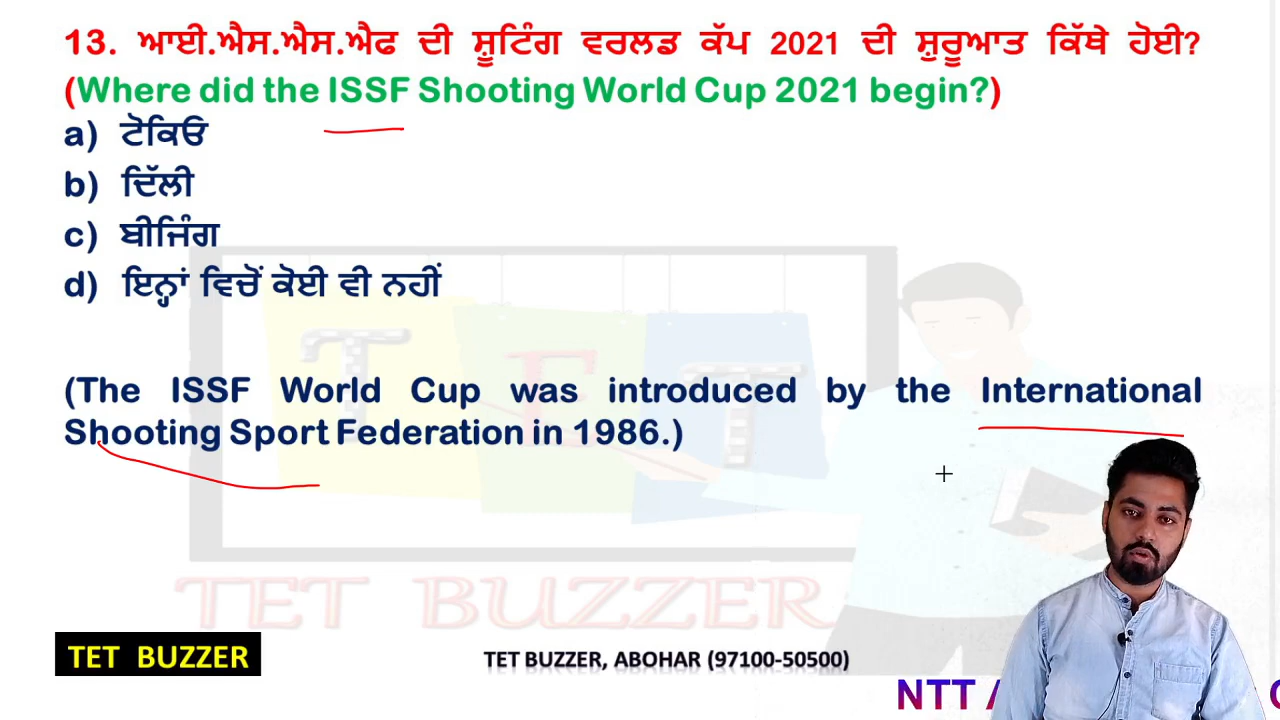 13. ਆਈ.ਐਸ.ਐਸ.ਐਫ ਦੀ ਸ਼ੂਟਿੰਗ ਵਰਲਡ ਕੱਪ 2021 ਦੀ ਸ਼ੁਰੂਆਤ ਕਿੱਥੇ ਹੋਈ?
(Where did the ISSF Shooting World Cup 2021 begin?)
a) ਟੋਕਿਓ
b) ਦਿੱਲੀ
c) ਬੀਜਿੰਗ
d) ਇਨ੍ਹਾਂ ਵਿਚੋਂ ਕੋਈ ਵੀ ਨਹੀਂ
TET
(The ISSF World Cup was introduced by the International
Shooting Sport Federation in 1986.)
TET BUZZER
TET BUZZER
TET BUZZER, ABOHAR (97100-50500)
NTT